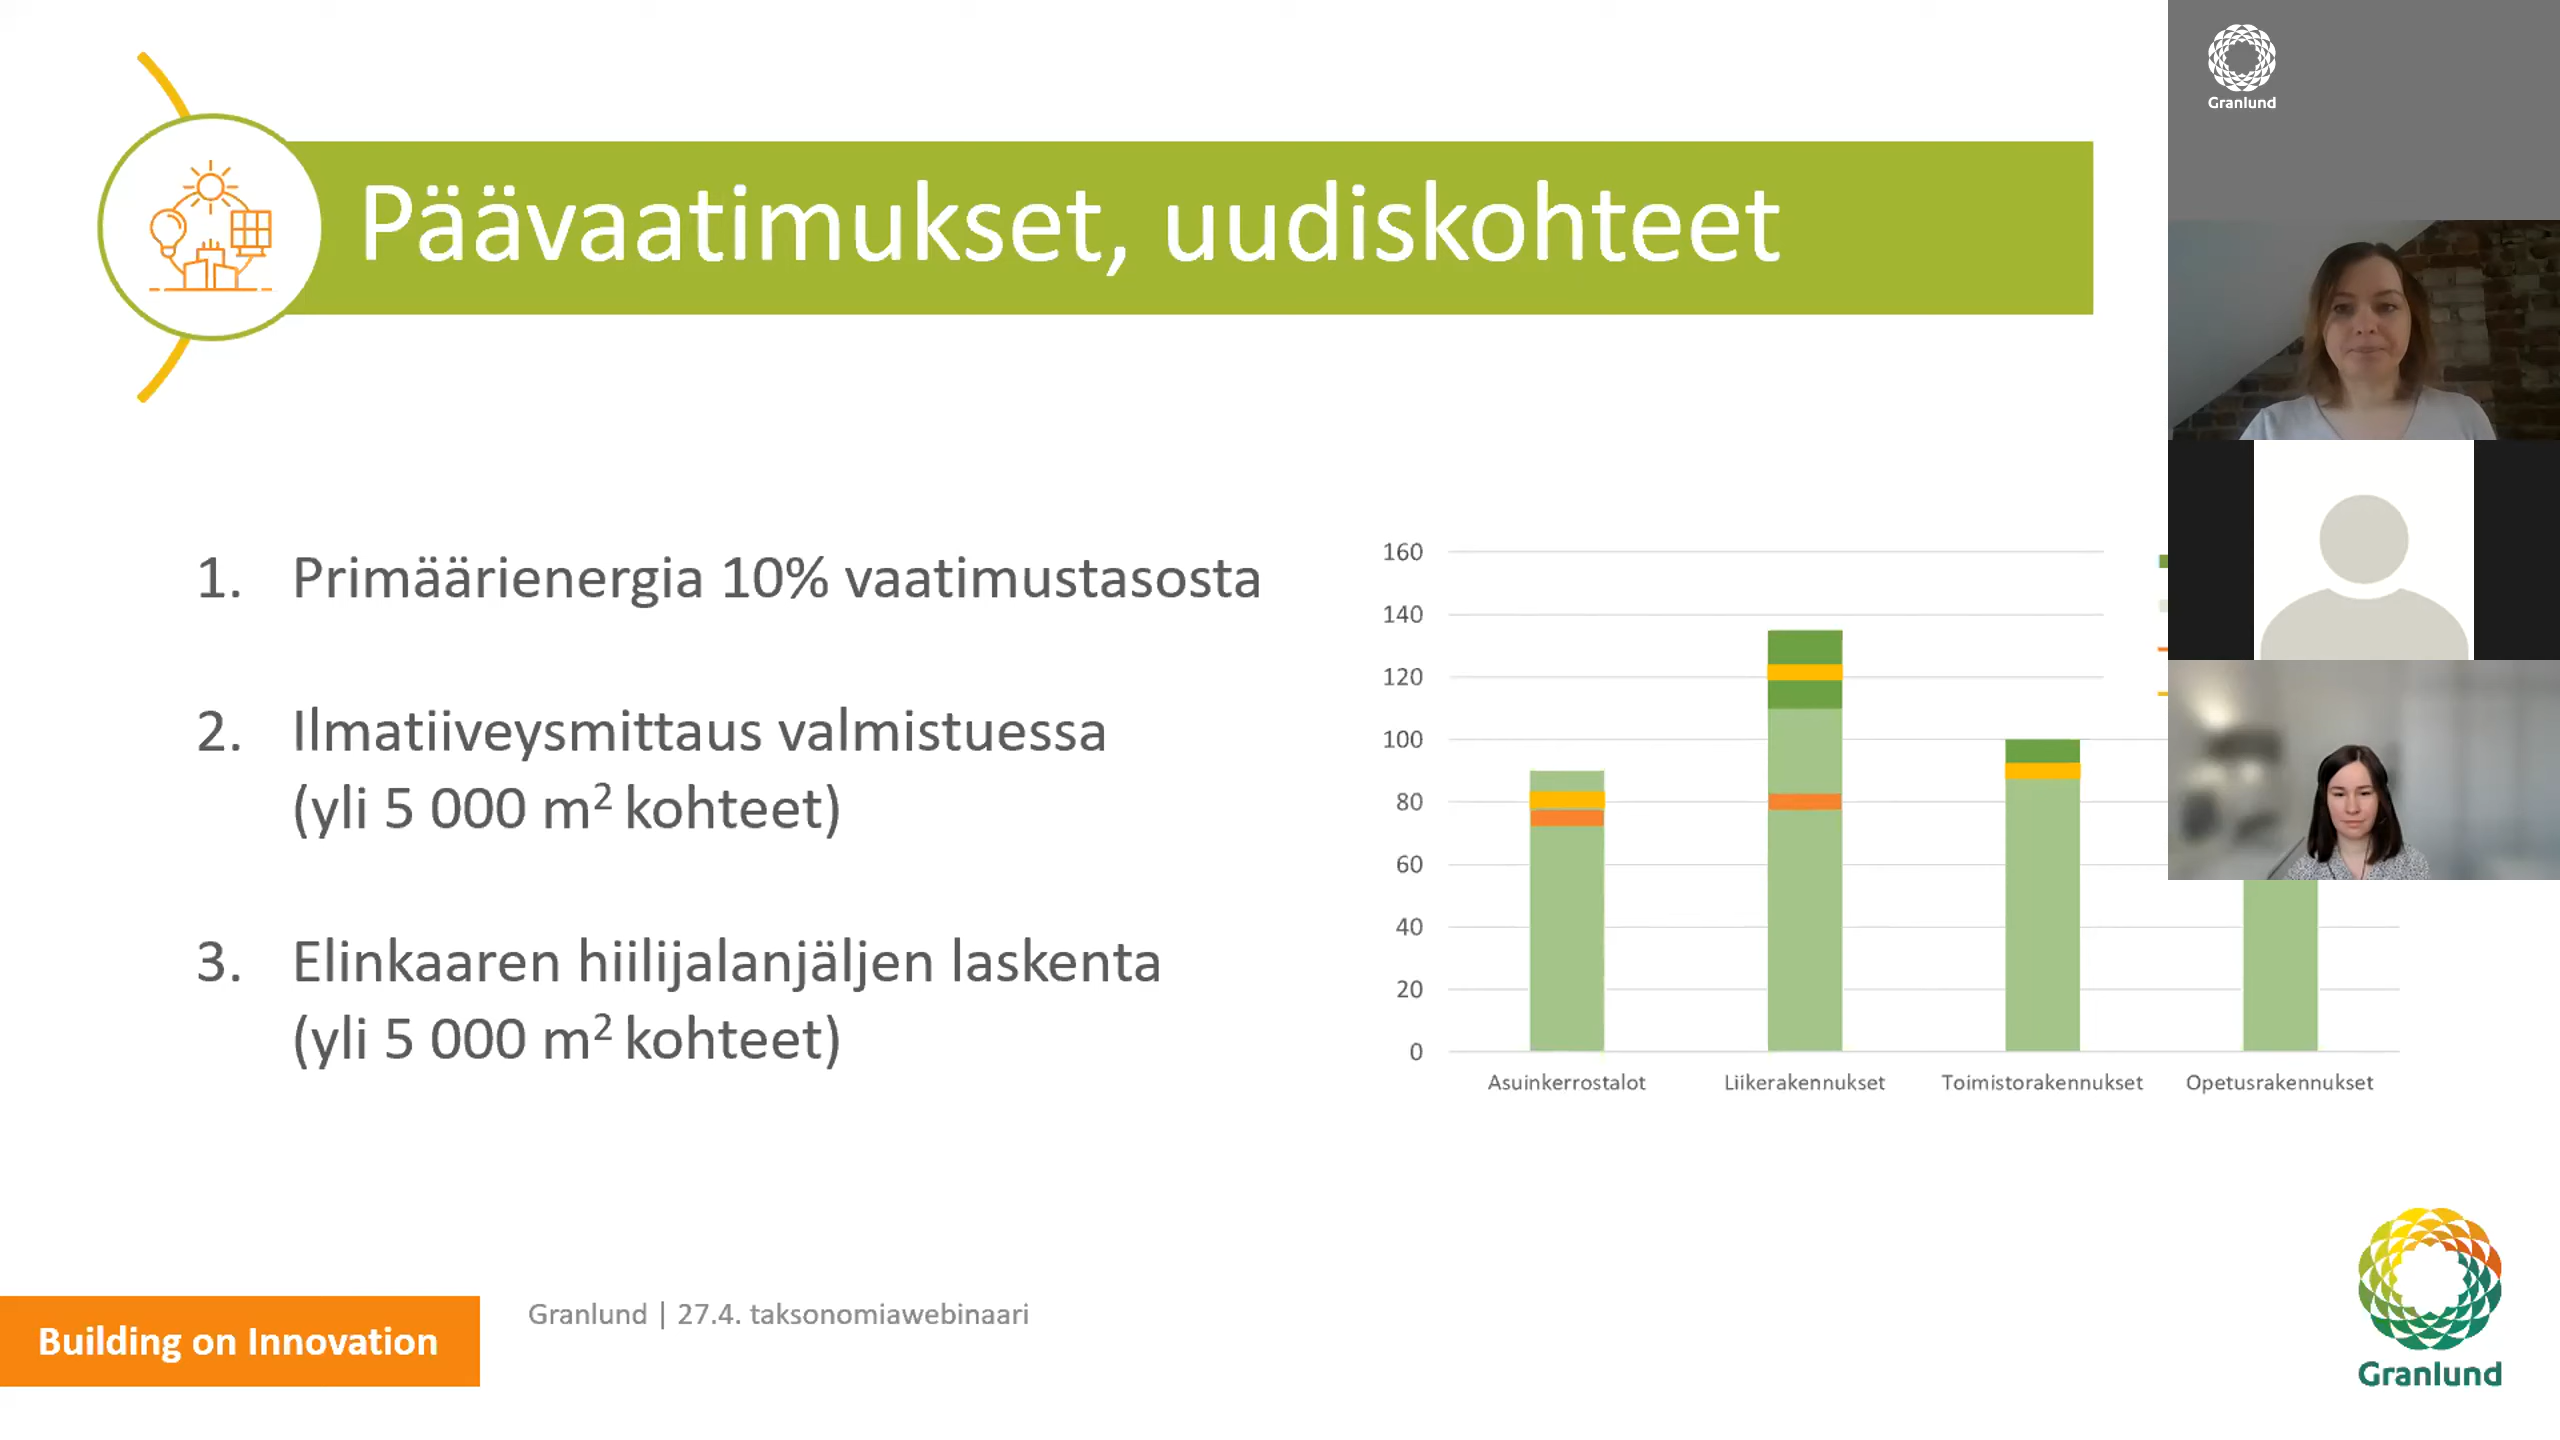 Granlund
Päävaatimukset, uudiskohteet
1. Primäärienergia 10% vaatimustasosta
2. Ilmatiiveysmittaus valmistuessa
(yli 5 000 m² kohteet)
3. Elinkaaren hiilijalanjäljen laskenta
(yli 5 000 m² kohteet)
160
140
120
100
80
60
40
20
0
Asuinkerrostalot Liikerakennukset Toimistorakennukset Opetusrakennukset
Building on Innovation
Granlund | 27.4. taksonomiawebinaari
Granlund